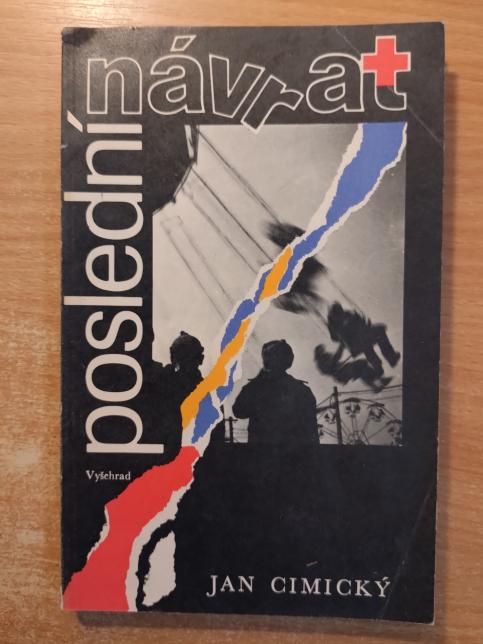 poslední
návrat
Vyšehrad
JAN CIMICKÝ